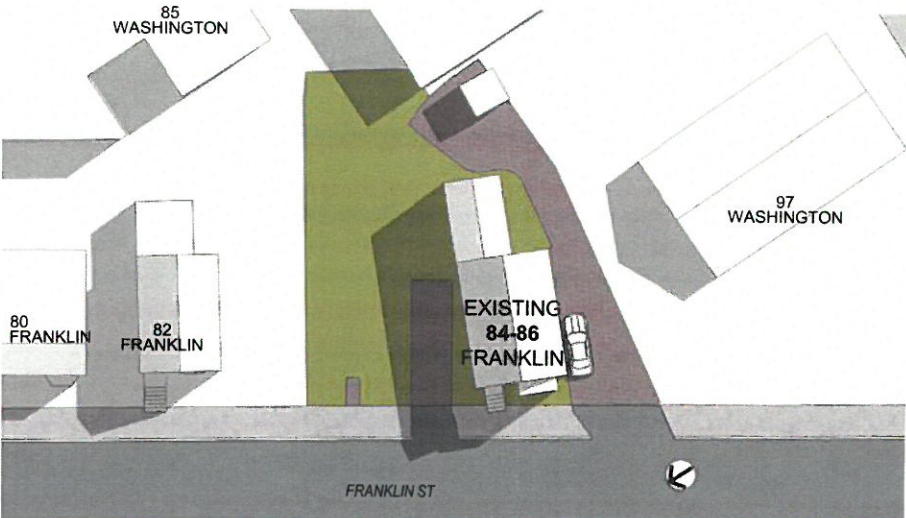 85
WASHINGTON
97
WASHINGTON
80
FRANKLIN
82
FRANKLIN
EXISTING
84-86
FRANKLIN
FRANKLIN ST